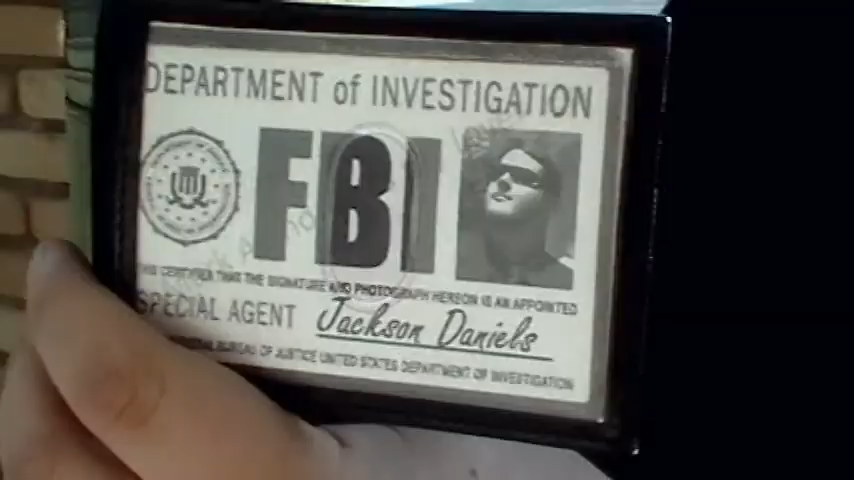 DEPARTMENT of INVESTIGATION
FBI
THIS CERTIFIES THAT THE SIGNATURE AND PHOTOGRAPH HEREON IS AN APPOINTED
SPECIAL AGENT Jackson Daniels
BUREAU OF JUSTICE UNITED STATES DEPARTMENT OF INVESTIGATION